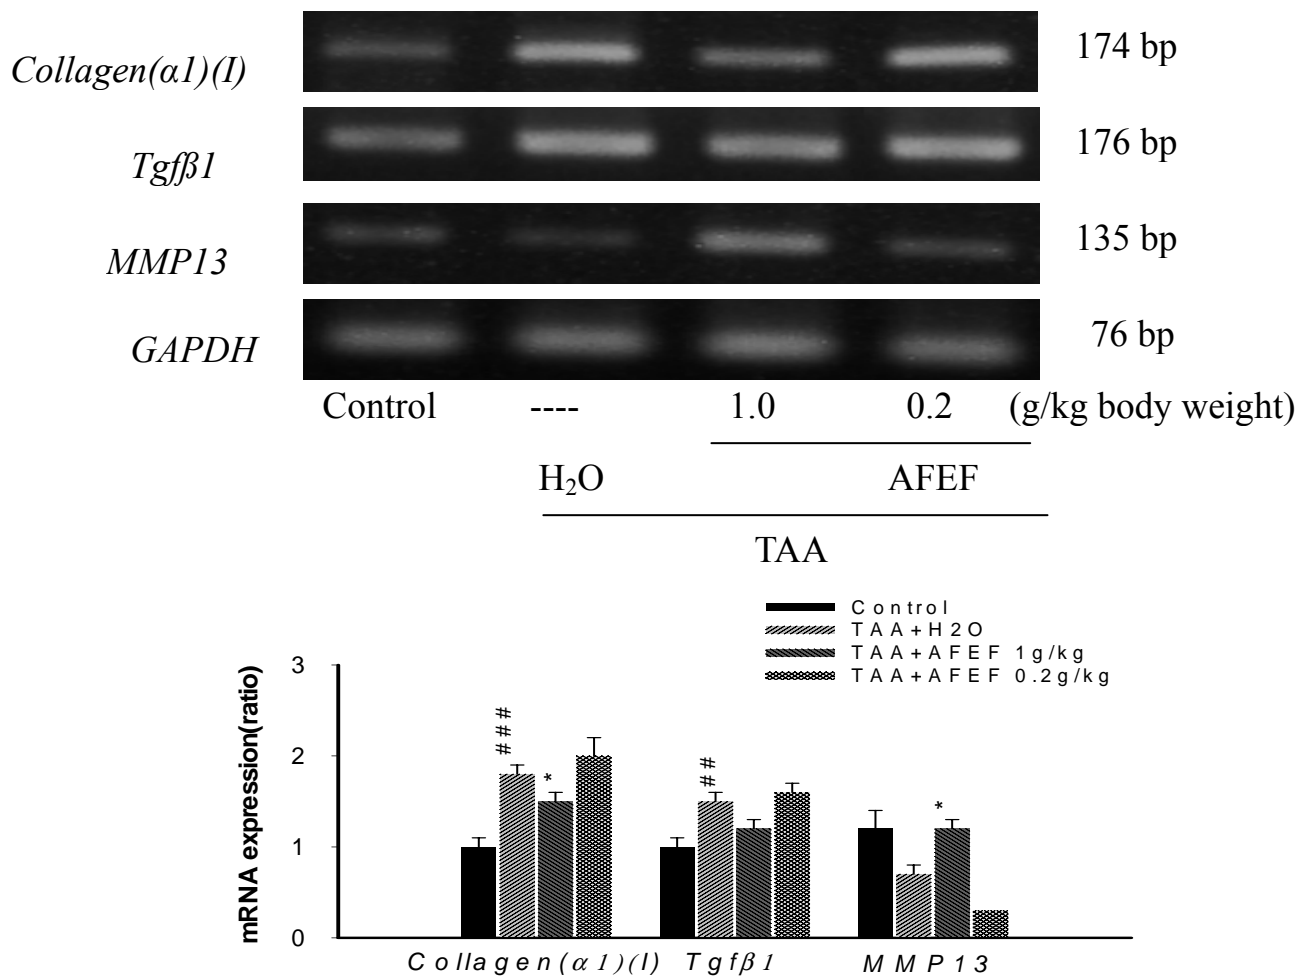 Collagen(α1)(I) 174 bp
Tgfβ1 176 bp
MMP13 135 bp
GAPDH 76 bp
Control ---- 1.0 0.2 (g/kg body weight)
H₂O AFEF
TAA
Control
TAA+H2O
TAA+AFEF 1g/kg
TAA+AFEF 0.2g/kg
mRNA expression(ratio)
3
2
1
0
###
*
##
*
Collagen(α1)(I) Tgfβ1 MMP13